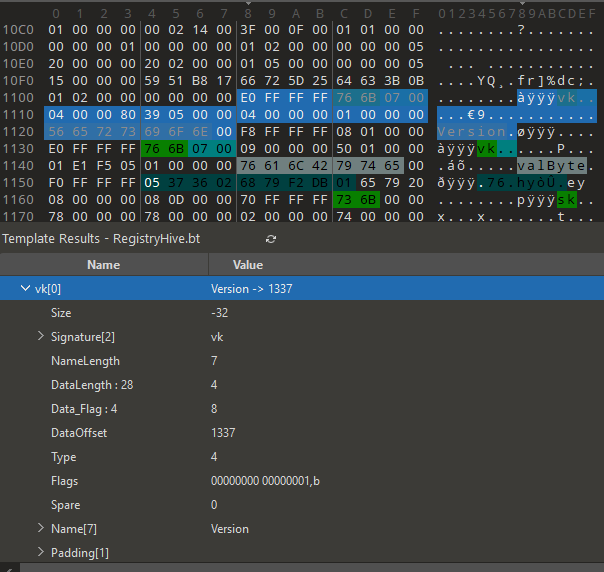 0 1 2 3 4 5 6 7 8 9 A B C D E F 0123456789ABCDEF
10C0 01 00 00 00 00 02 14 00 3F 00 0F 00 01 01 00 00 ........?.......
10D0 00 00 00 01 00 00 00 00 01 02 00 00 00 00 00 05 ................
10E0 20 00 00 00 20 02 00 00 01 05 00 00 00 00 00 05 ... ...........
10F0 15 00 00 00 59 51 B8 17 66 72 5D 25 64 63 3B 0B ....YQ¸.fr]%dc;.
1100 01 02 00 00 00 00 00 00 E0 FF FF FF 76 6B 07 00 ........àÿÿÿvk..
1110 04 00 00 80 39 05 00 00 04 00 00 00 01 00 00 00 ...€9...........
1120 56 65 72 73 69 6F 6E 00 F8 FF FF FF 08 01 00 00 Version.øÿÿÿ....
1130 E0 FF FF FF 76 6B 07 00 09 00 00 00 50 01 00 00 àÿÿÿvk......P...
1140 01 E1 F5 05 01 00 00 00 76 61 6C 42 79 74 65 00 .áõ.....valByte.
1150 F0 FF FF FF 05 37 36 02 68 79 F2 DB 01 65 79 20 ðÿÿÿ.76.hyòÛ.ey
1160 08 00 00 00 08 0D 00 00 70 FF FF FF 73 6B 00 00 ........pÿÿÿsk..
1170 78 00 00 00 78 00 00 00 02 00 00 00 74 00 00 00 x...x.......t...
Template Results - RegistryHive.bt
Name Value
vk[0] Version -> 1337
Size -32
Signature[2] vk
NameLength 7
DataLength : 28 4
Data_Flag : 4 8
DataOffset 1337
Type 4
Flags 00000000 00000001,b
Spare 0
Name[7] Version
Padding[1]